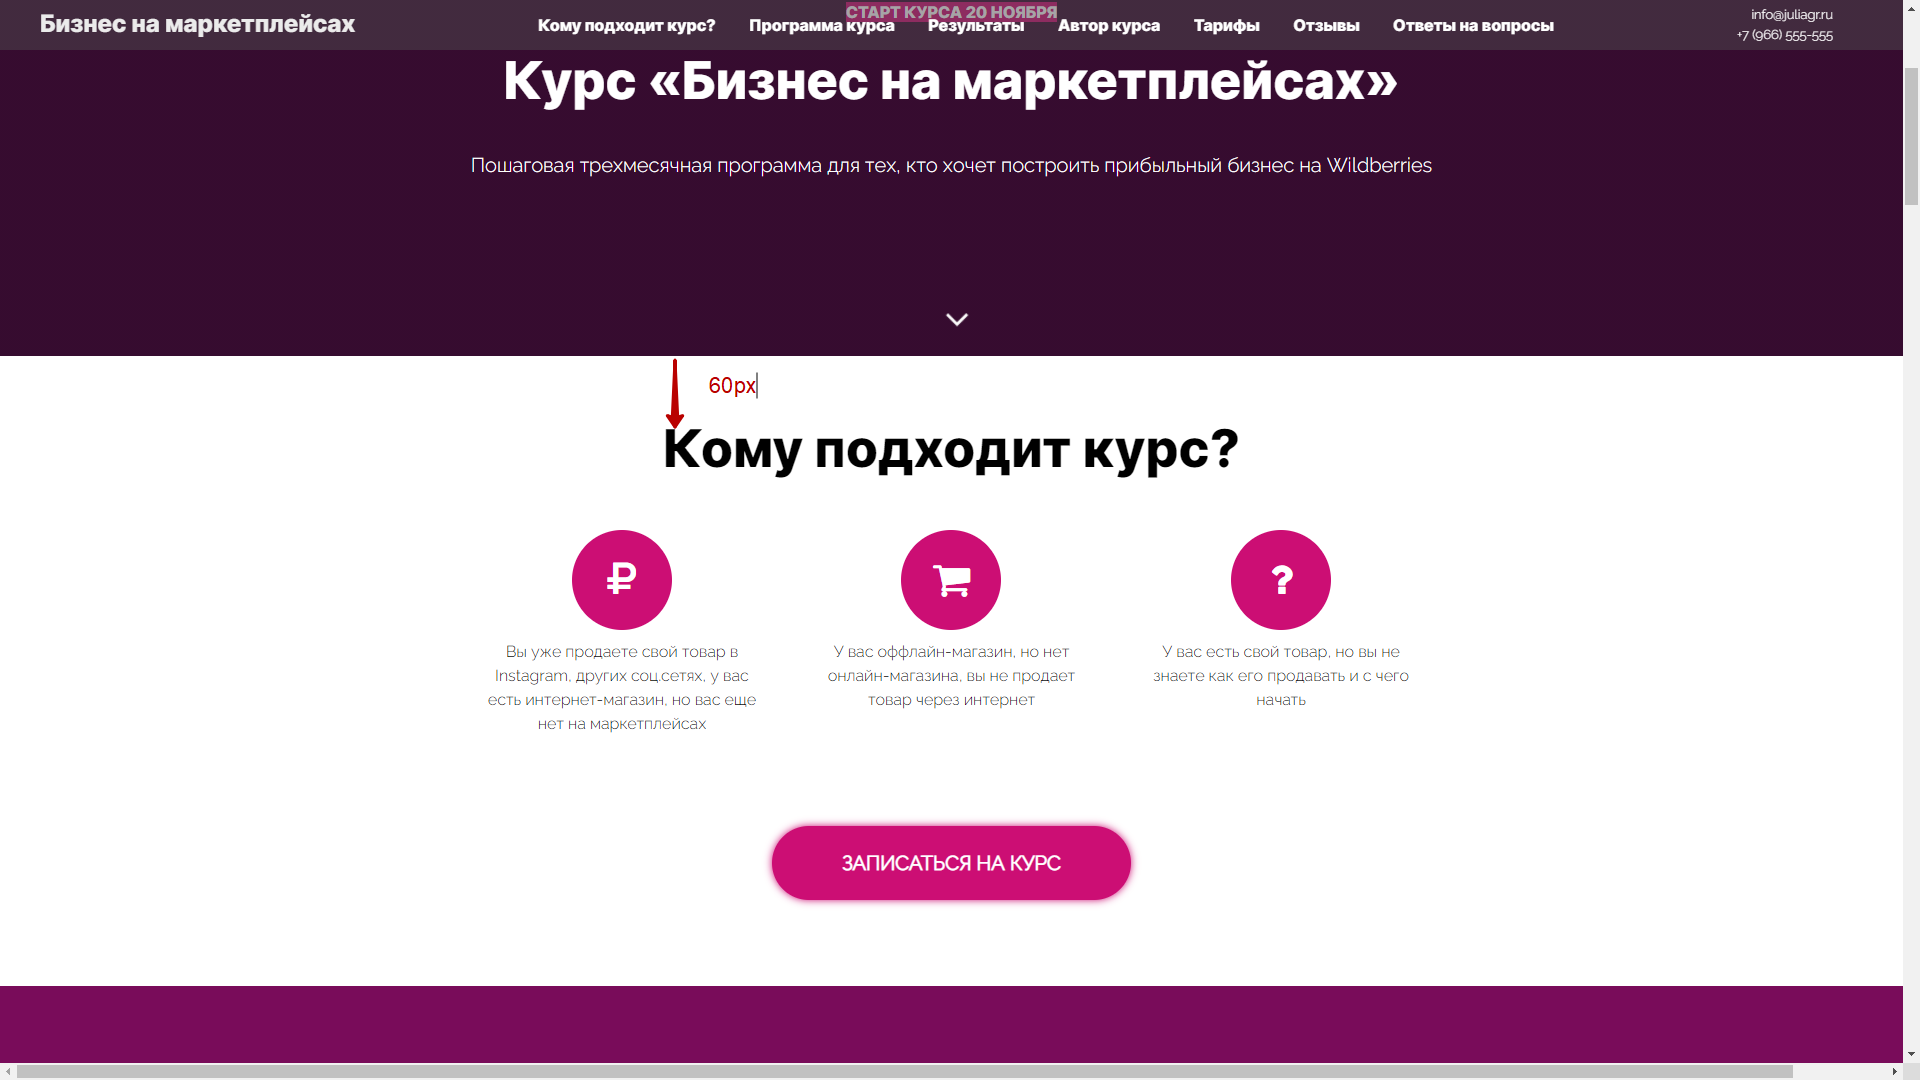 Бизнес на маркетплейсах
СТАРТ КУРСА 20 НОЯБРЯ
Кому подходит курс? Программа курса Результаты Автор курса Тарифы Отзывы Ответы на вопросы
info@juliagr.ru
+7 (966) 555-555
Курс «Бизнес на маркетплейсах»
Пошаговая трехмесячная программа для тех, кто хочет построить прибыльный бизнес на Wildberries
60px
Кому подходит курс?
Вы уже продаете свой товар в
Instagram, других соц.сетях, у вас
есть интернет-магазин, но вас еще
нет на маркетплейсах
У вас оффлайн-магазин, но нет
онлайн-магазина, вы не продает
товар через интернет
У вас есть свой товар, но вы не
знаете как его продавать и с чего
начать
ЗАПИСАТЬСЯ НА КУРС